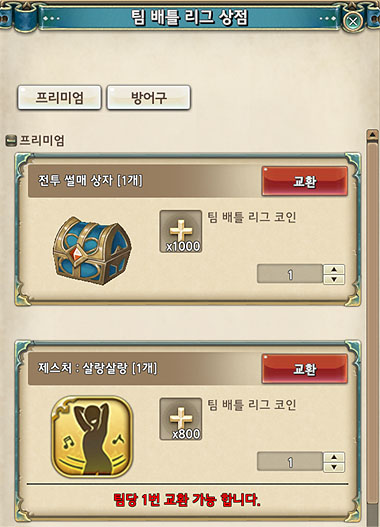 팀 배틀 리그 상점
프리미엄 방어구
프리미엄
전투 썰매 상자 [1개] 교환
팀 배틀 리그 코인
x1000
1
제스처 : 살랑살랑 [1개] 교환
팀 배틀 리그 코인
x800
1
팀당 1번 교환 가능 합니다.